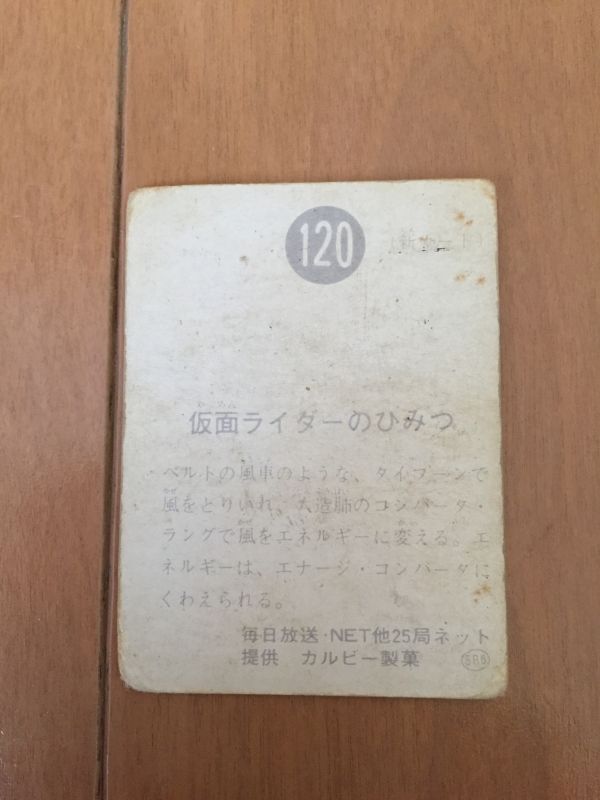 120
仮面ライダーのひみつ
ベルトの風車のような、タイフーンで
風をとりいれ、人造肺のコンバータ・
ラングで風をエネルギーに変える。エ
ネルギーは、エナージ・コンバータに
くわえられる。
毎日放送・NET他25局ネット
提供 カルビー製菓